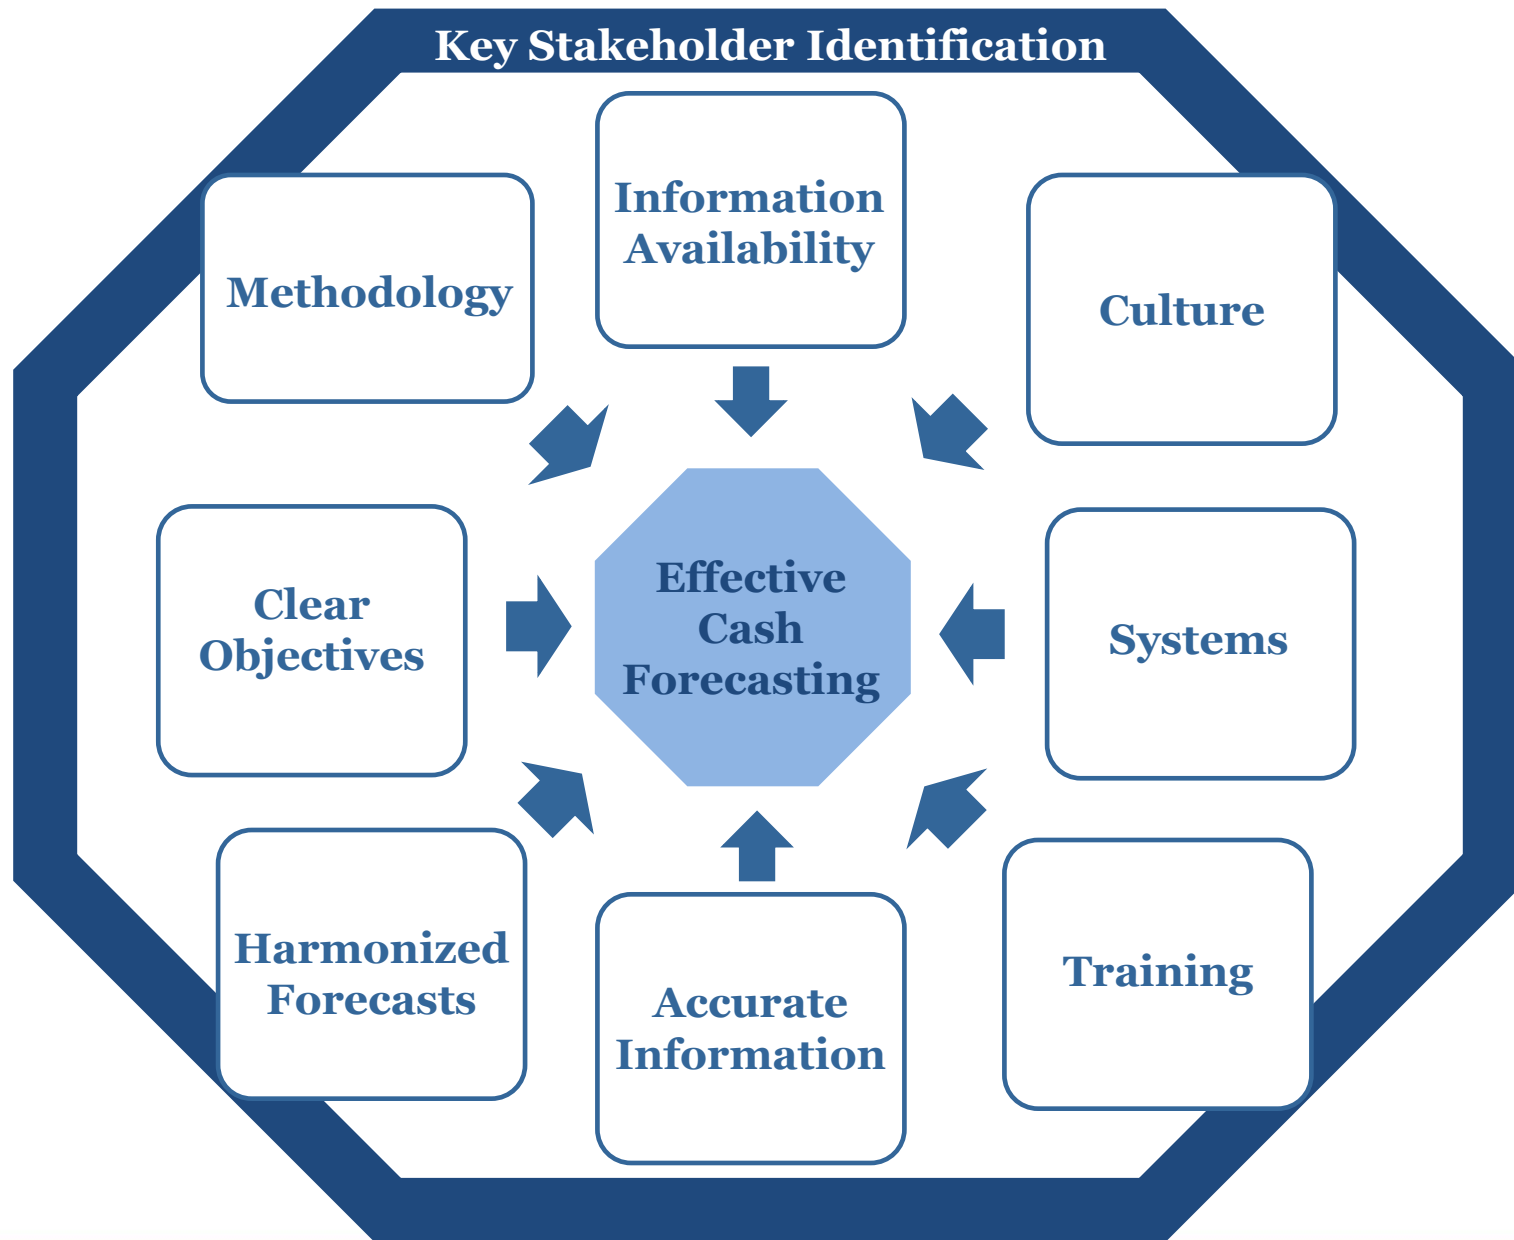 Key Stakeholder Identification
Information
Availability
Methodology
Culture
Clear
Objectives
Effective
Cash
Forecasting
Systems
Harmonized
Forecasts
Accurate
Information
Training